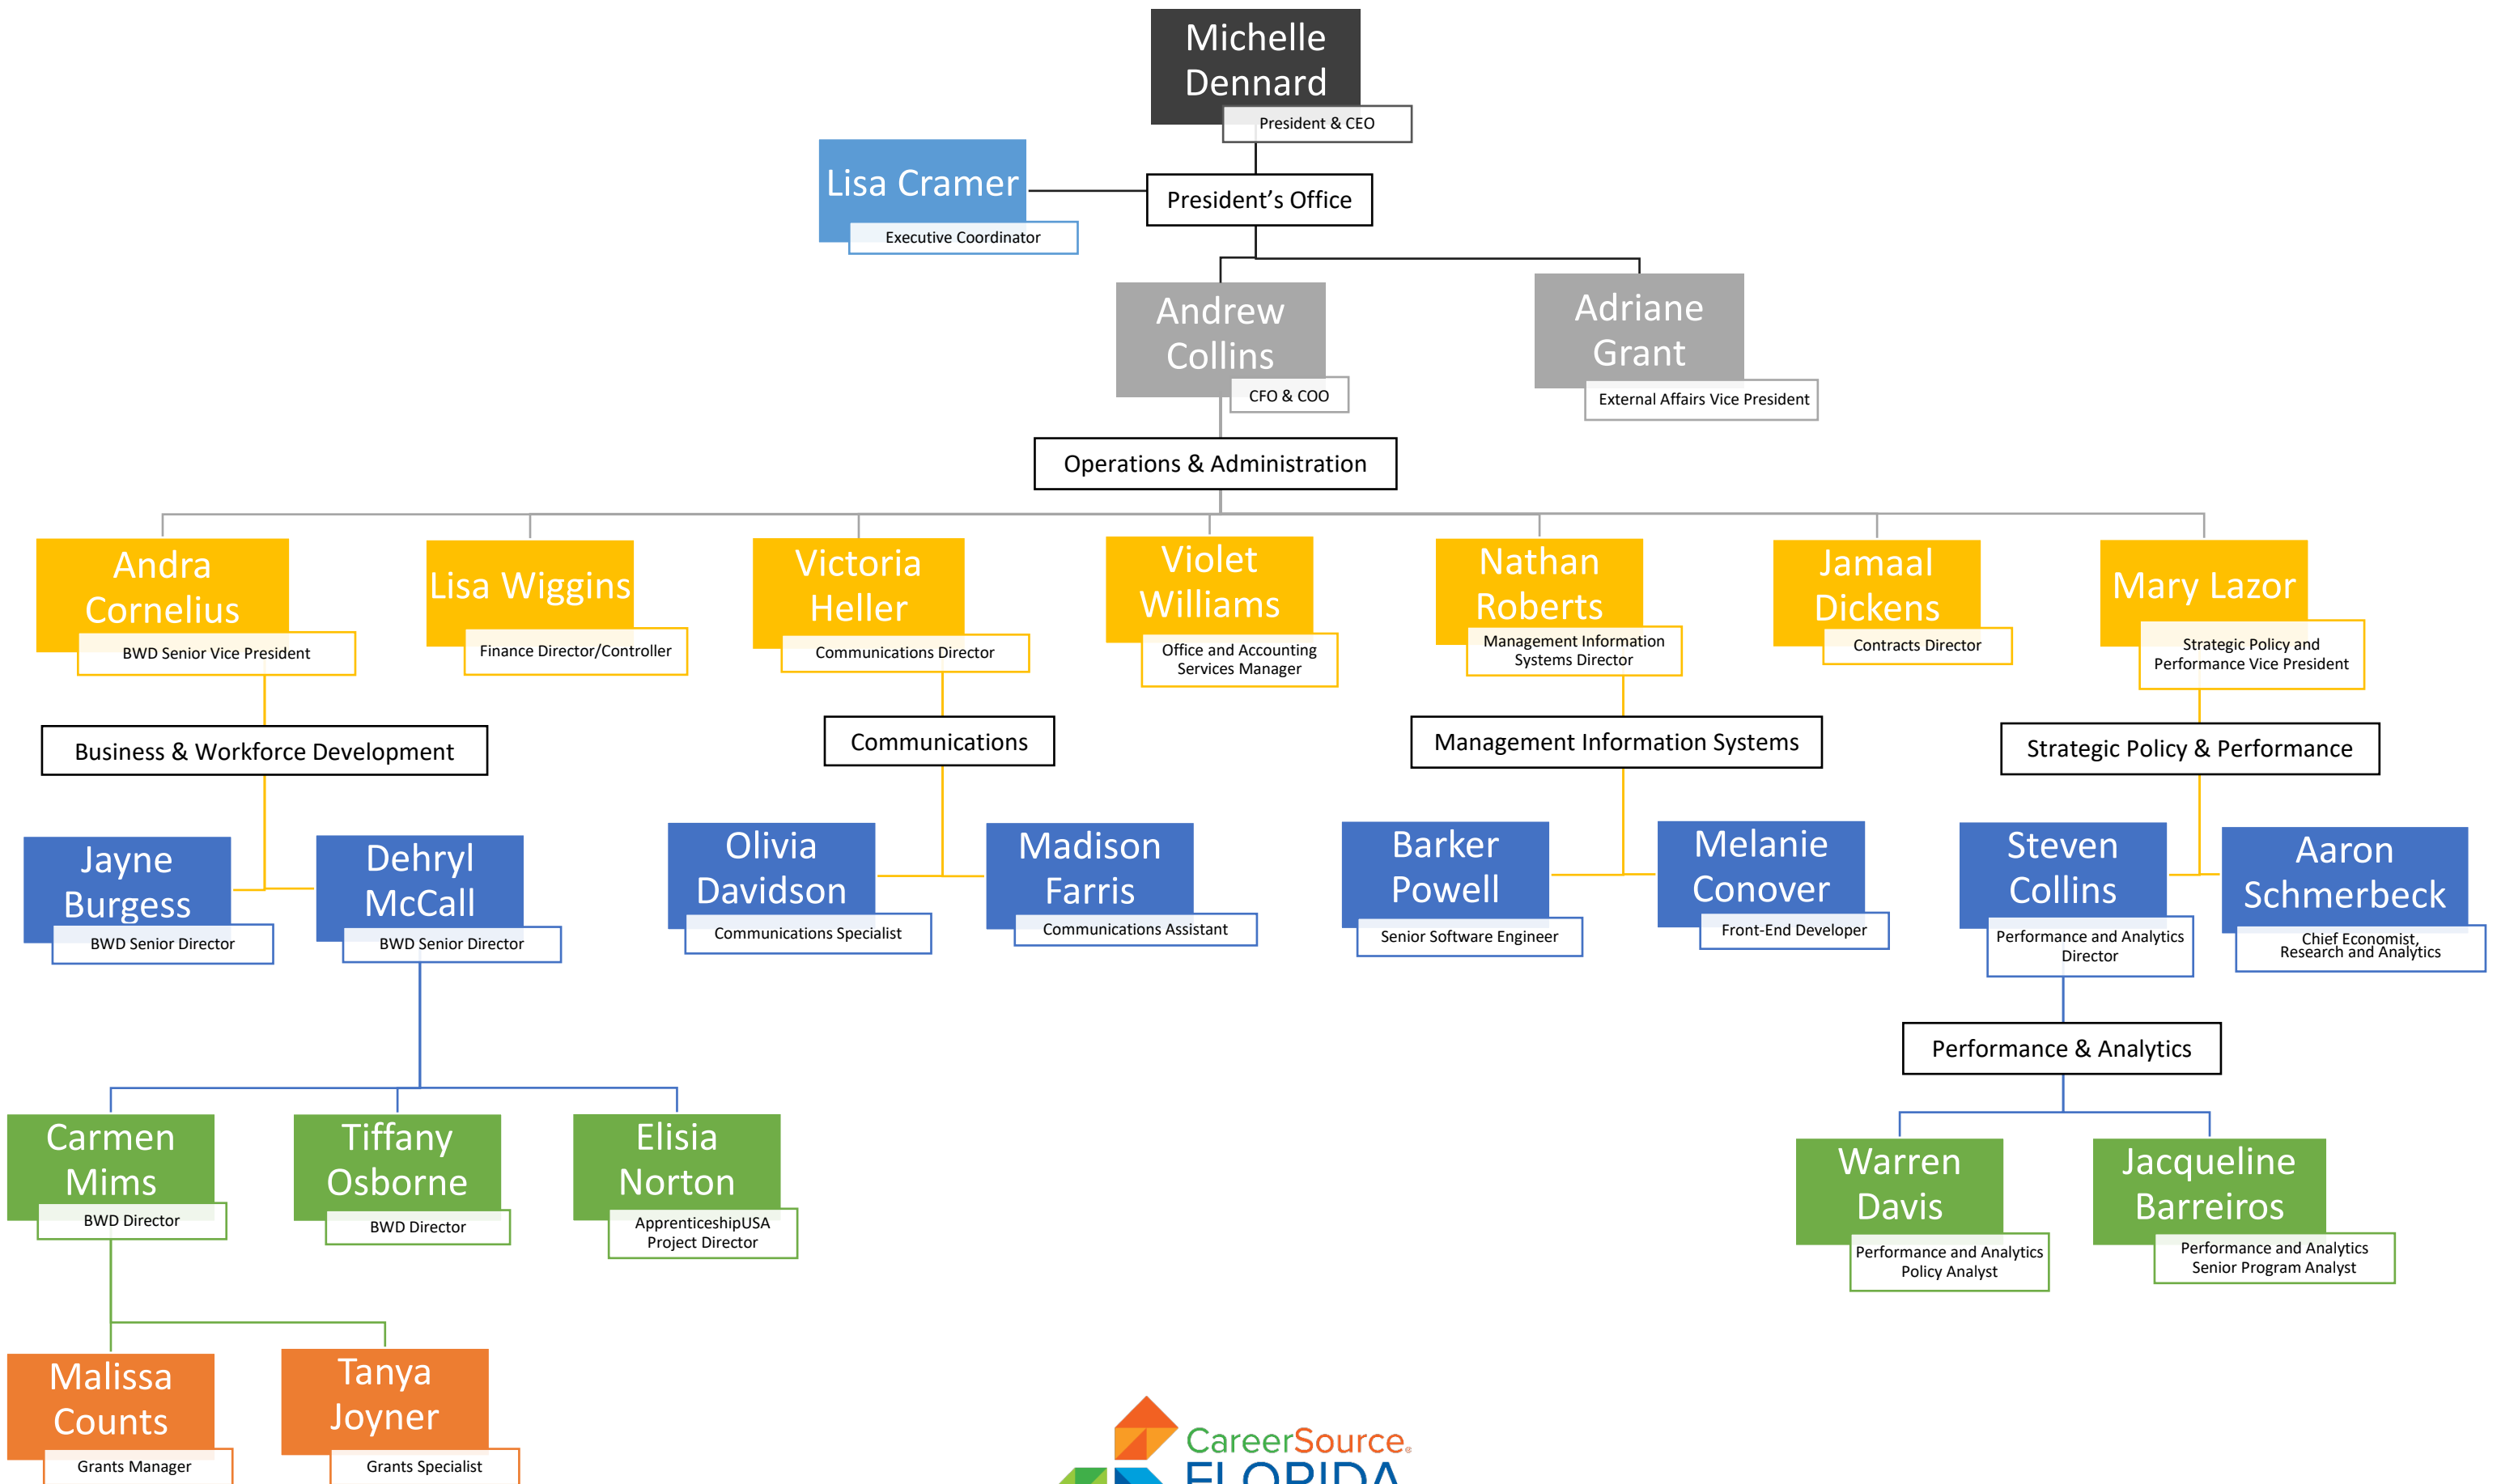 Michelle
Dennard
President & CEO
Lisa Cramer
Executive Coordinator
President’s Office
Andrew
Collins
CFO & COO
Adriane
Grant
External Affairs Vice President
Operations & Administration
Andra
Cornelius
BWD Senior Vice President
Lisa Wiggins
Finance Director/Controller
Victoria
Heller
Communications Director
Violet
Williams
Office and Accounting
Services Manager
Nathan
Roberts
Management Information
Systems Director
Jamaal
Dickens
Contracts Director
Mary Lazor
Strategic Policy and
Performance Vice President
Business & Workforce Development
Communications
Management Information Systems
Strategic Policy & Performance
Jayne
Burgess
BWD Senior Director
Dehryl
McCall
BWD Senior Director
Olivia
Davidson
Communications Specialist
Madison
Farris
Communications Assistant
Barker
Powell
Senior Software Engineer
Melanie
Conover
Front-End Developer
Steven
Collins
Performance and Analytics
Director
Aaron
Schmerbeck
Chief Economist,
Research and Analytics
Performance & Analytics
Carmen
Mims
BWD Director
Tiffany
Osborne
BWD Director
Elisia
Norton
ApprenticeshipUSA
Project Director
Warren
Davis
Performance and Analytics
Policy Analyst
Jacqueline
Barreiros
Performance and Analytics
Senior Program Analyst
Malissa
Counts
Grants Manager
Tanya
Joyner
Grants Specialist
CareerSource®
FLORIDA